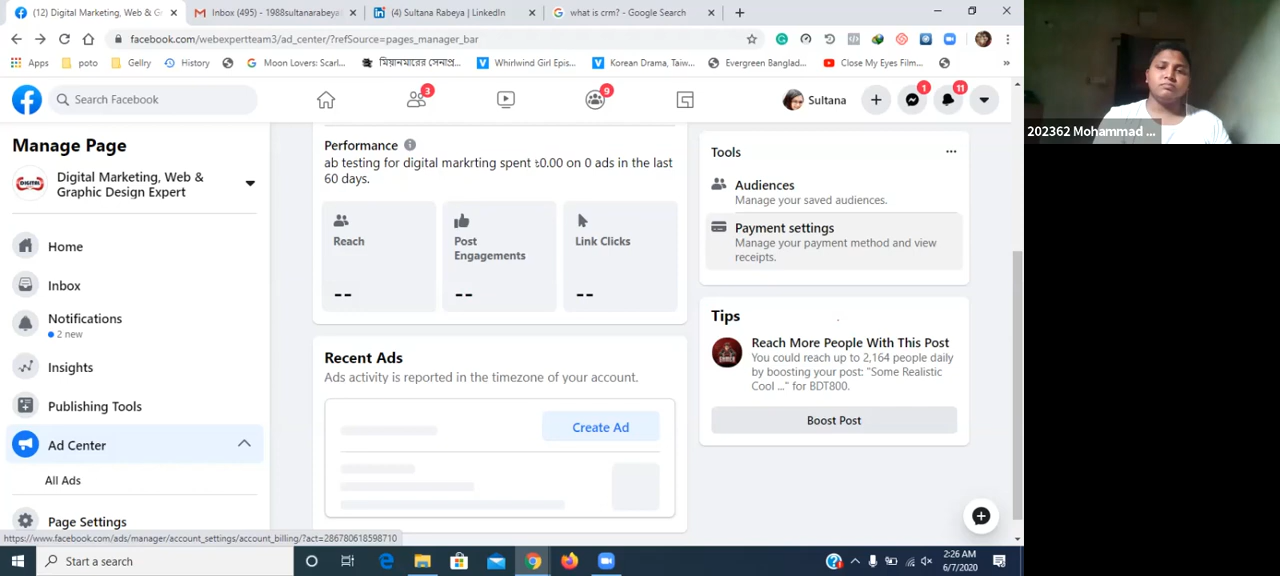 (12) Digital Marketing, Web & G
Inbox (495) - 1988sultanarabeya
(4) Sultana Rabeya | LinkedIn
what is crm? - Google Search
facebook.com/webexpertteam3/ad_center/?refSource=pages_manager_bar
Apps
poto
Gellry
History
Moon Lovers: Scarl...
মিয়ানমারের সেনাপ্র...
Whirlwind Girl Epis...
Korean Drama, Taiw...
Evergreen Banglad...
Close My Eyes Film...
»
Search Facebook
3
9
Sultana
1
11
Manage Page
Digital Marketing, Web &
Graphic Design Expert
Home
Inbox
Notifications
2 new
Insights
Publishing Tools
Ad Center
All Ads
Page Settings
Performance
ab testing for digital markrting spent ৳0.00 on 0 ads in the last
60 days.
Reach
--
Post
Engagements
--
Link Clicks
--
Recent Ads
Ads activity is reported in the timezone of your account.
Create Ad
Tools
Audiences
Manage your saved audiences.
Payment settings
Manage your payment method and view
receipts.
Tips
Reach More People With This Post
You could reach up to 2,164 people daily
by boosting your post: "Some Realistic
Cool ..." for BDT800.
Boost Post
https://www.facebook.com/ads/manager/account_settings/account_billing/?act=286780618598710
Start a search
2:26 AM
6/7/2020
202362 Mohammad ...